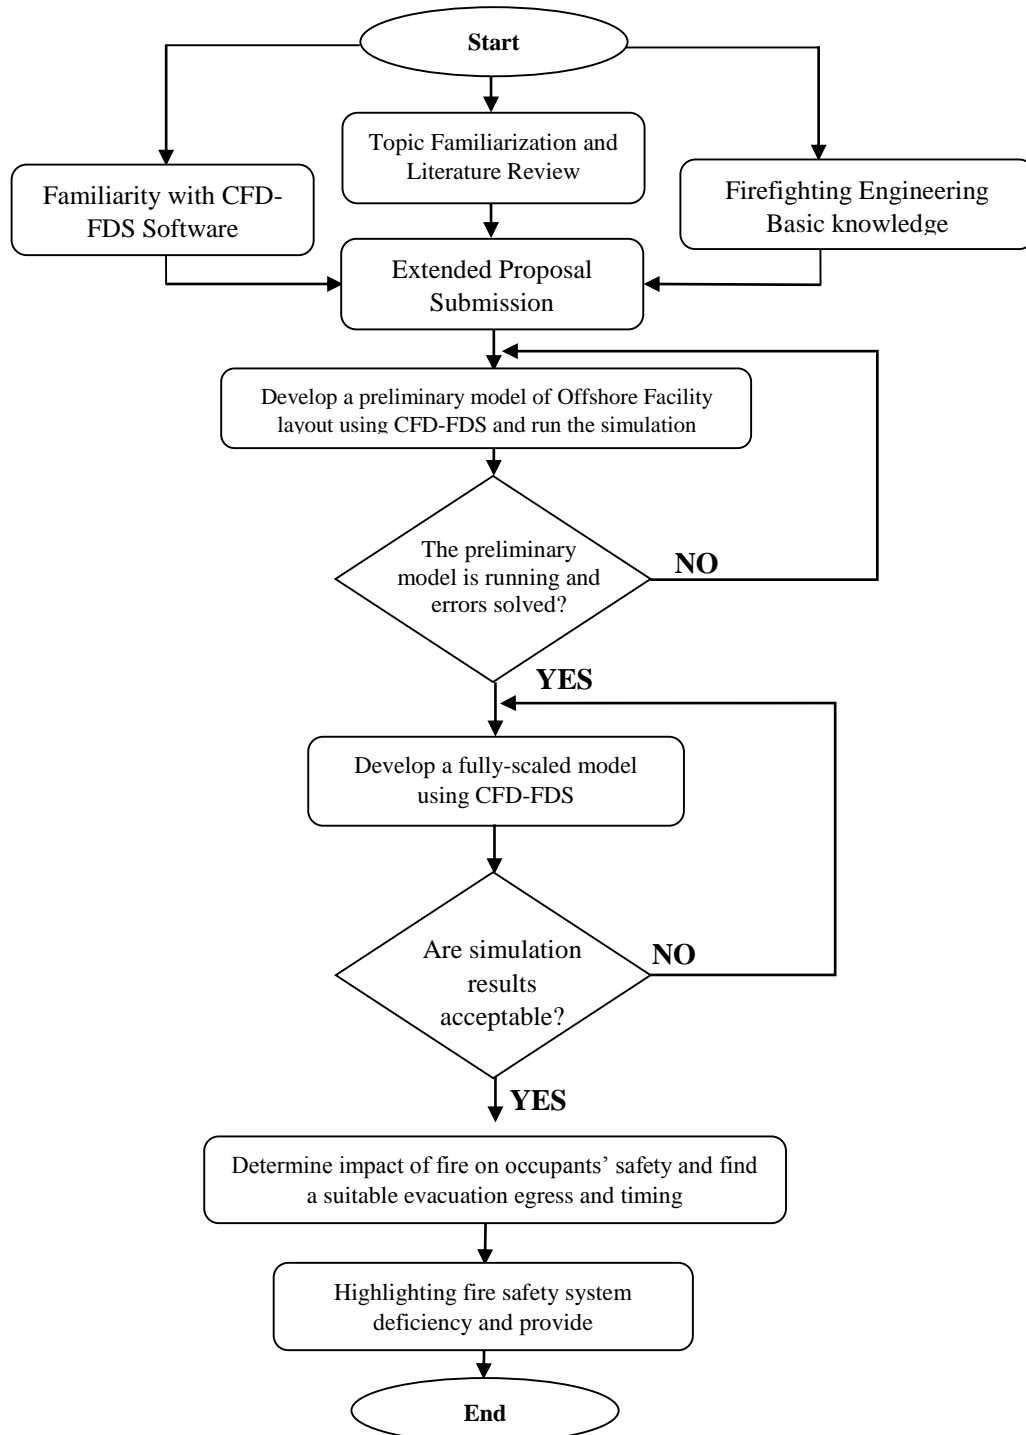 Start
Topic Familiarization and
Literature Review
Familiarity with CFD-
FDS Software
Firefighting Engineering
Basic knowledge
Extended Proposal
Submission
Develop a preliminary model of Offshore Facility
layout using CFD-FDS and run the simulation
The preliminary
model is running and
errors solved?
NO
YES
Develop a fully-scaled model
using CFD-FDS
Are simulation
results
acceptable?
NO
YES
Determine impact of fire on occupants’ safety and find
a suitable evacuation egress and timing
Highlighting fire safety system
deficiency and provide
End